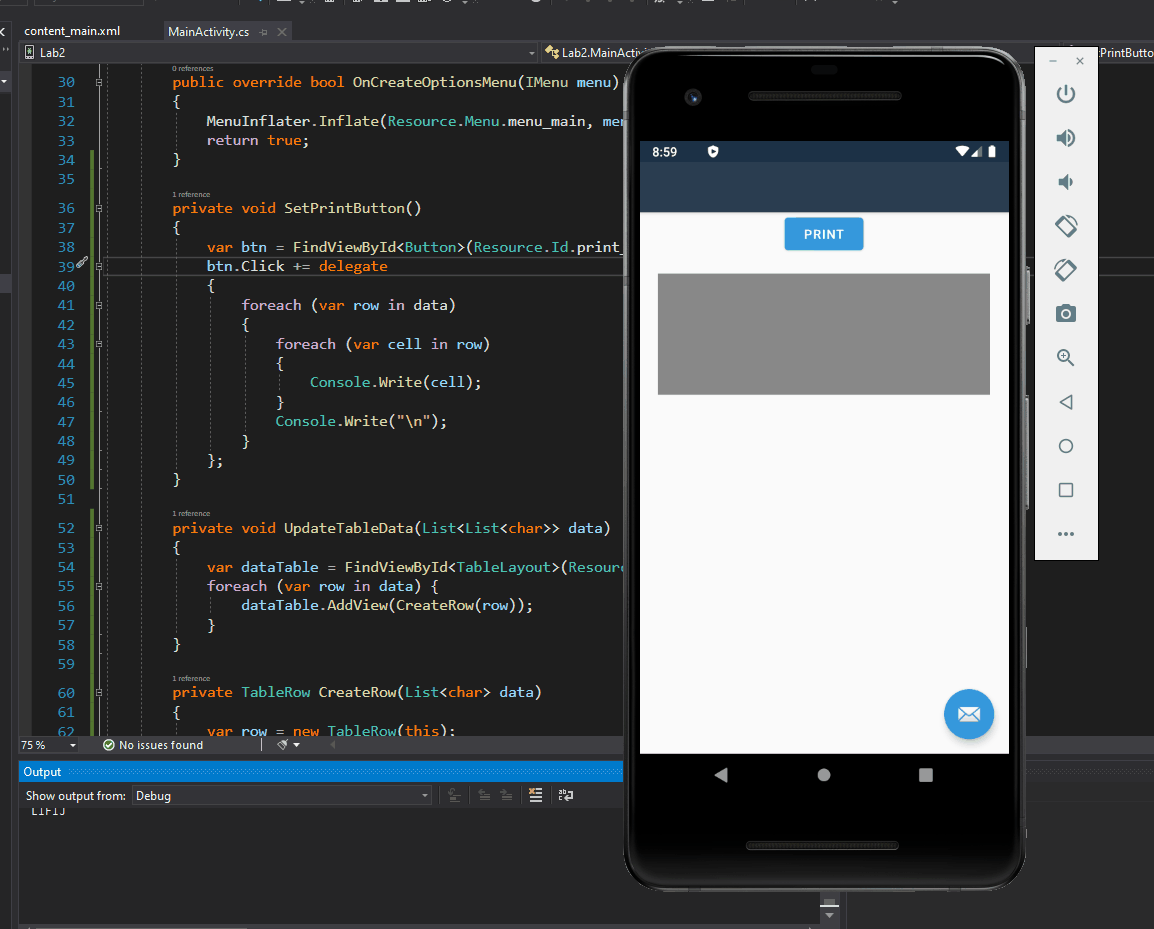 content_main.xml
MainActivity.cs
Lab2
Lab2.MainActivi
PrintButto
0 references
30 public override bool OnCreateOptionsMenu(IMenu menu)
31 {
32 MenuInflater.Inflate(Resource.Menu.menu_main, men
33 return true;
34 }
35
1 reference
36 private void SetPrintButton()
37 {
38 var btn = FindViewById<Button>(Resource.Id.print_
39 btn.Click += delegate
40 {
41 foreach (var row in data)
42 {
43 foreach (var cell in row)
44 {
45 Console.Write(cell);
46 }
47 Console.Write("\n");
48 }
49 };
50 }
51
1 reference
52 private void UpdateTableData(List<List<char>> data)
53 {
54 var dataTable = FindViewById<TableLayout>(Resourc
55 foreach (var row in data) {
56 dataTable.AddView(CreateRow(row));
57 }
58 }
59
1 reference
60 private TableRow CreateRow(List<char> data)
61 {
62 var row = new TableRow(this);
75 %
No issues found
Output
Show output from: Debug
LIFIJ
8:59
PRINT